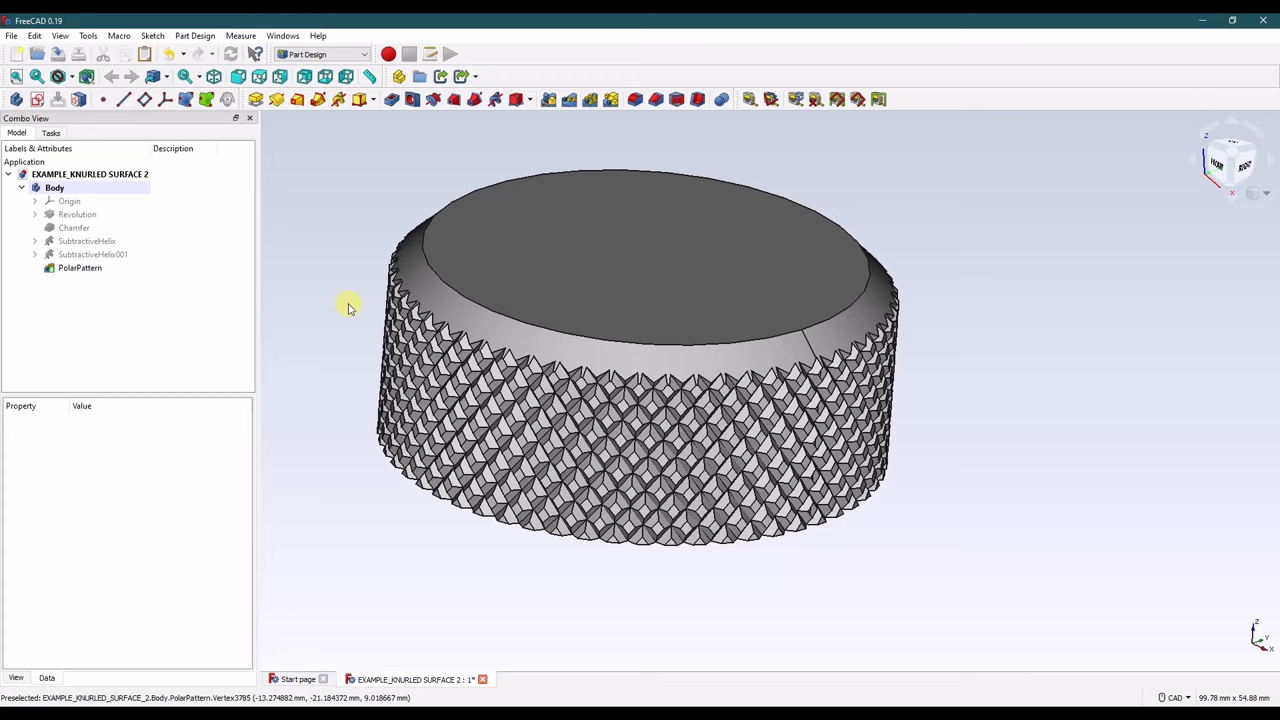 FreeCAD 0.19
File Edit View Tools Macro Sketch Part Design Measure Windows Help
Part Design
Combo View
Model Tasks
Labels & Attributes Description
Application
EXAMPLE_KNURLED SURFACE 2
Body
Origin
Revolution
Chamfer
SubtractiveHelix
SubtractiveHelix001
PolarPattern
Property Value
View Data
Start page
EXAMPLE_KNURLED SURFACE 2 : 1*
Preselected: EXAMPLE_KNURLED_SURFACE_2.Body.PolarPattern.Vertex3785 (-13.274882 mm, -21.184372 mm, 9.018667 mm)
CAD
99.78 mm x 54.88 mm
Z
X
Z
Y
X